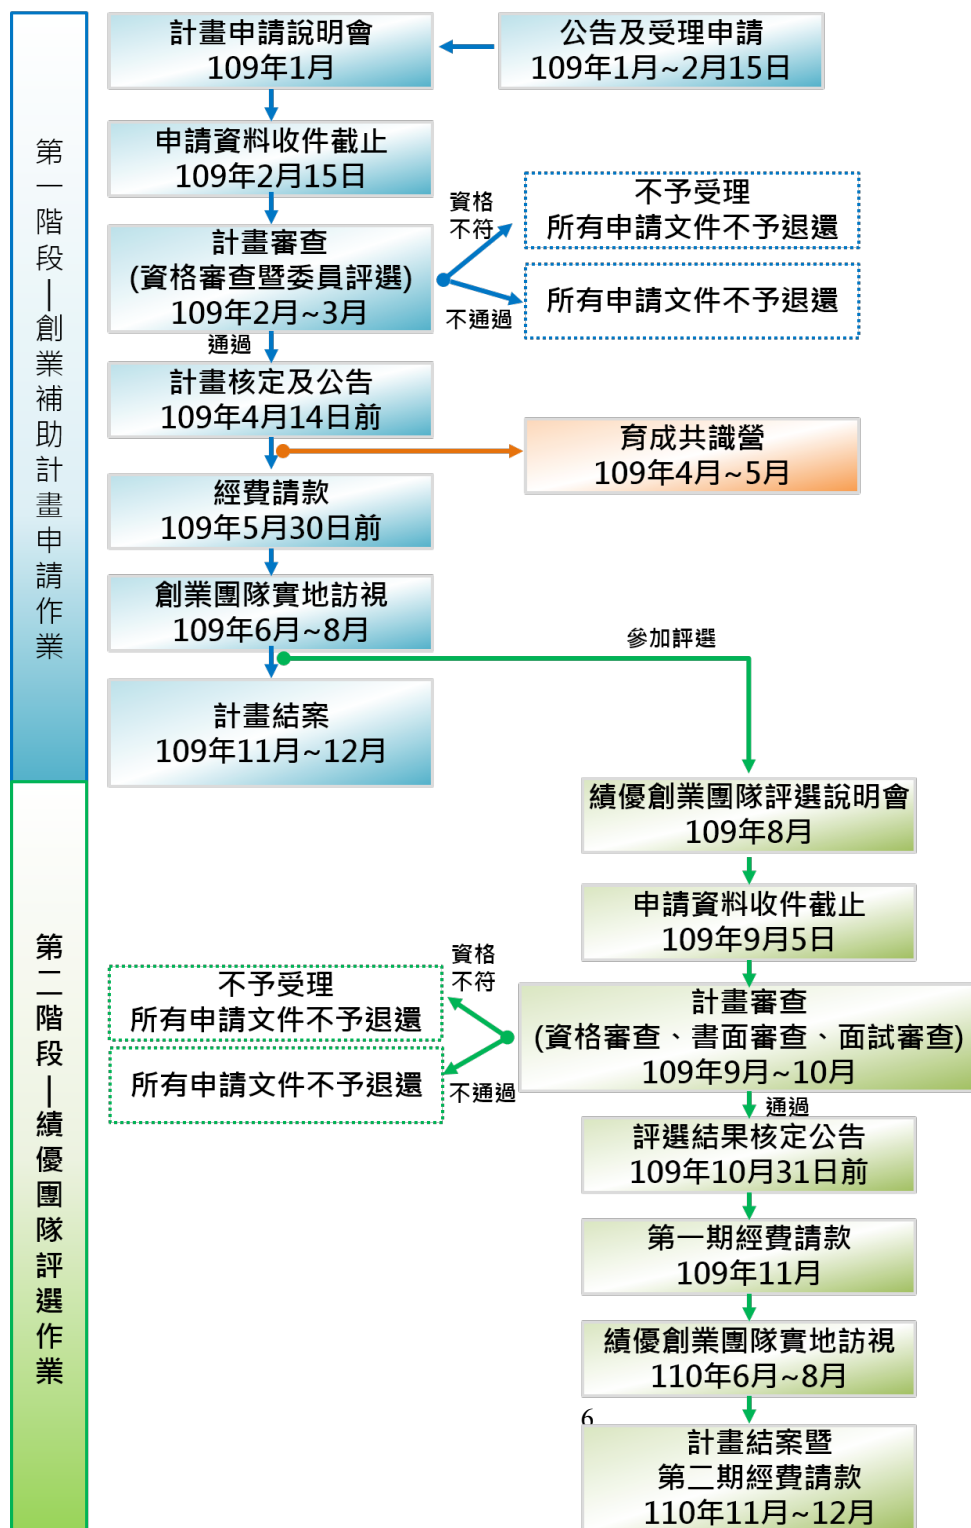 第一階段—創業補助計畫申請作業
計畫申請說明會
109年1月
公告及受理申請
109年1月~2月15日
申請資料收件截止
109年2月15日
資格
不符
不予受理
所有申請文件不予退還
計畫審查
(資格審查暨委員評選)
109年2月~3月
所有申請文件不予退還
不通過
通過
計畫核定及公告
109年4月14日前
育成共識營
109年4月~5月
經費請款
109年5月30日前
創業團隊實地訪視
109年6月~8月
參加評選
計畫結案
109年11月~12月
第二階段—績優團隊評選作業
績優創業團隊評選說明會
109年8月
申請資料收件截止
109年9月5日
資格
不符
不予受理
所有申請文件不予退還
計畫審查
(資格審查、書面審查、面試審查)
109年9月~10月
所有申請文件不予退還
不通過
通過
評選結果核定公告
109年10月31日前
第一期經費請款
109年11月
績優創業團隊實地訪視
110年6月~8月
6
計畫結案暨
第二期經費請款
110年11月~12月